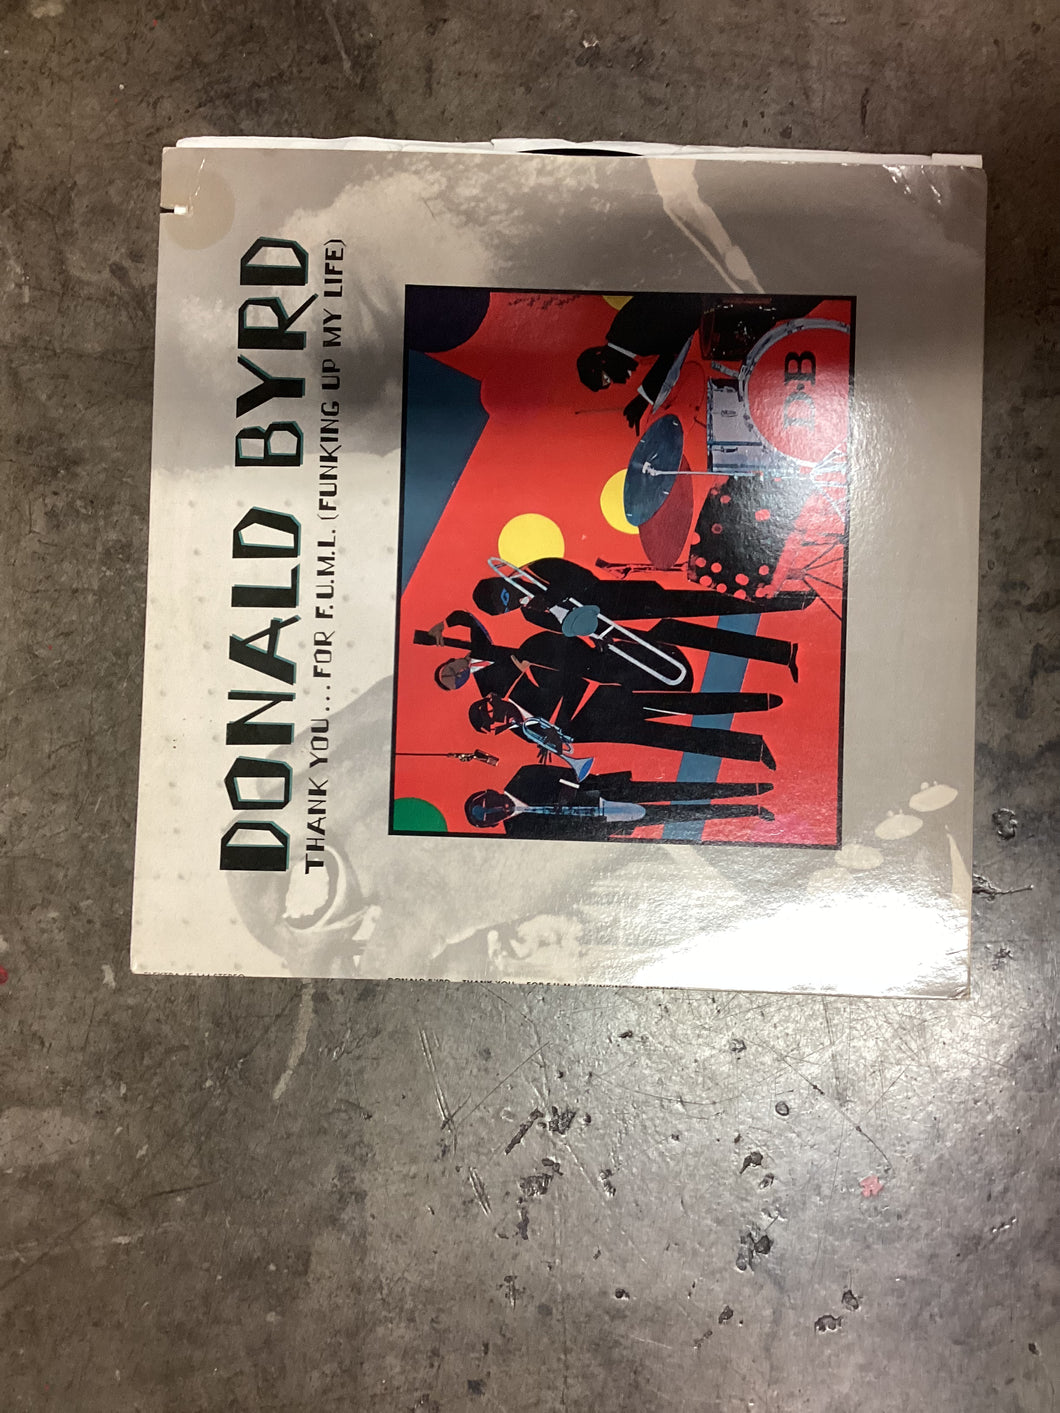 DONALD BYRD
THANK YOU...FOR F.U.M.L. (FUNKING UP MY LIFE)
D·B